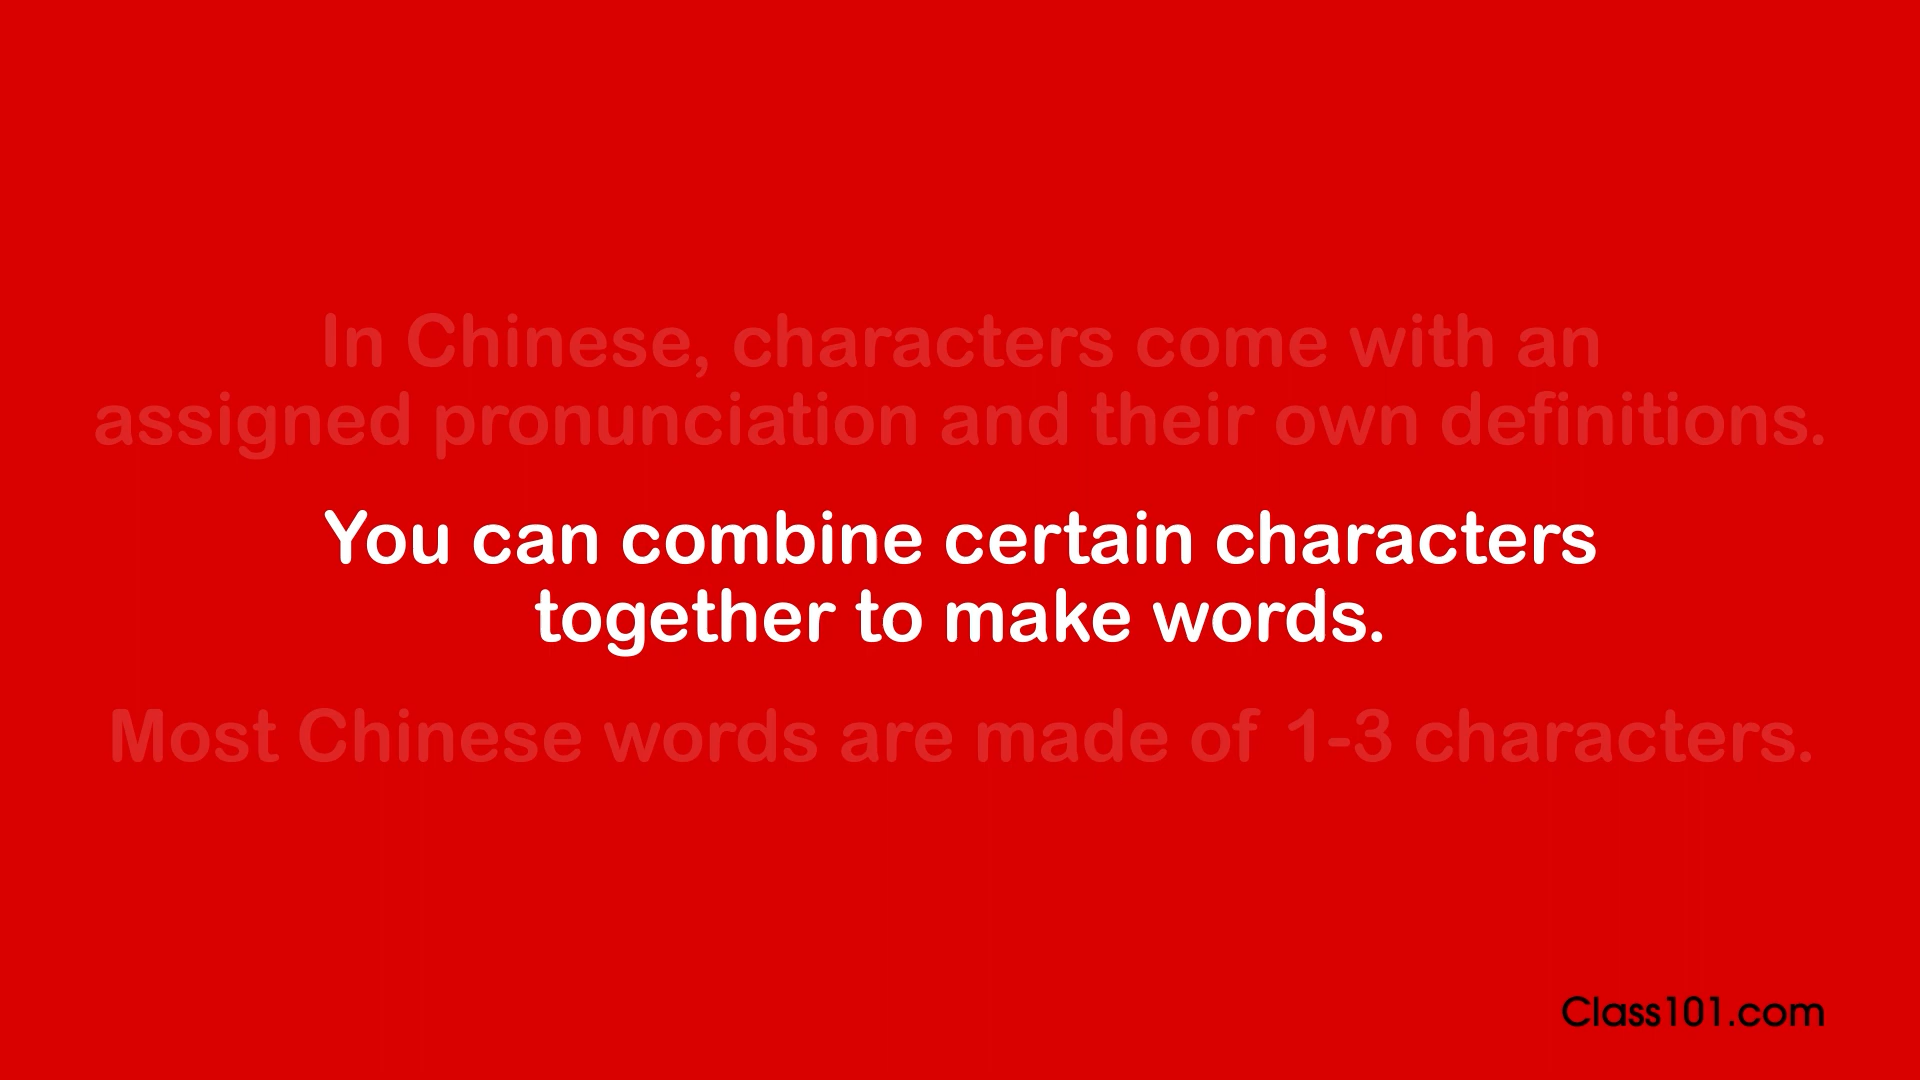 In Chinese, characters come with an
assigned pronunciation and their own definitions.
You can combine certain characters
together to make words.
Most Chinese words are made of 1-3 characters.
Class101.com